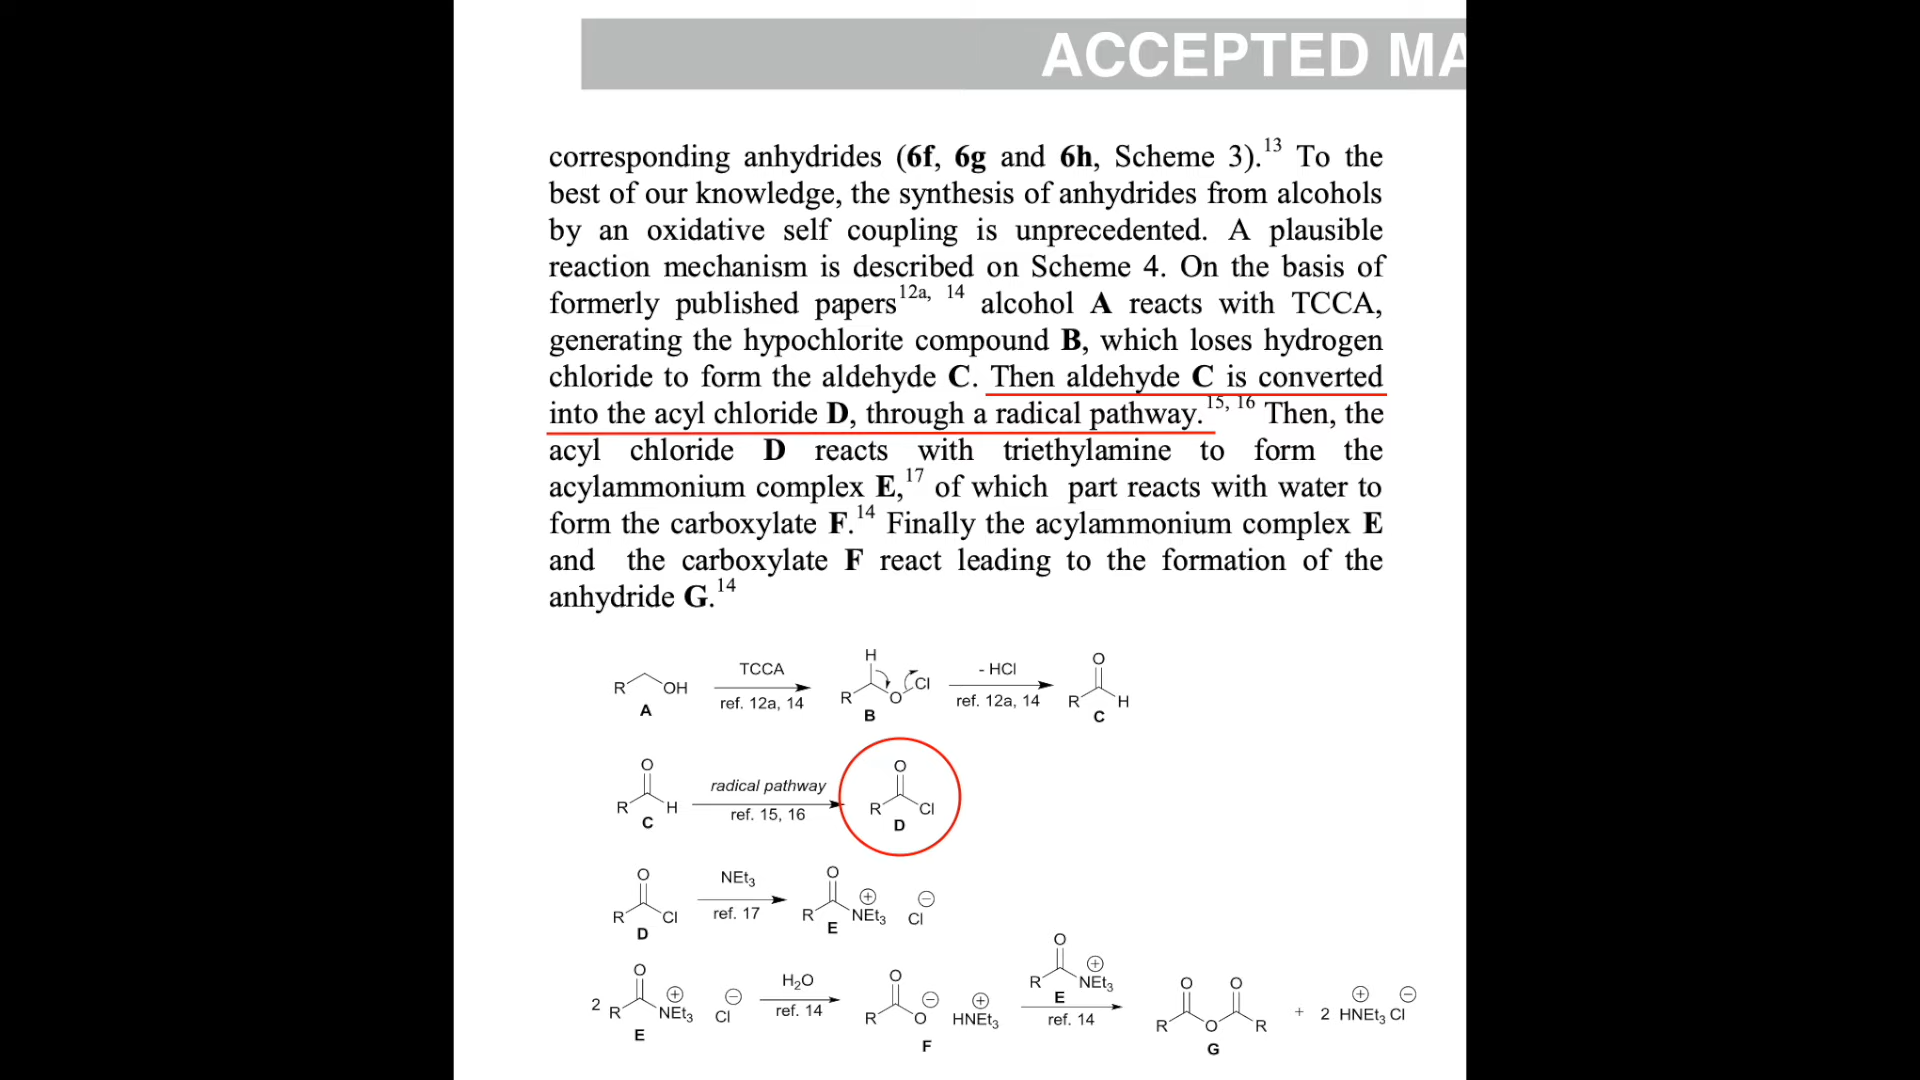 ACCEPTED MA
corresponding anhydrides (6f, 6g and 6h, Scheme 3).13 To the
best of our knowledge, the synthesis of anhydrides from alcohols
by an oxidative self coupling is unprecedented. A plausible
reaction mechanism is described on Scheme 4. On the basis of
formerly published papers12a, 14 alcohol A reacts with TCCA,
generating the hypochlorite compound B, which loses hydrogen
chloride to form the aldehyde C. Then aldehyde C is converted
into the acyl chloride D, through a radical pathway.15, 16 Then, the
acyl chloride D reacts with triethylamine to form the
acylammonium complex E,17 of which part reacts with water to
form the carboxylate F.14 Finally the acylammonium complex E
and the carboxylate F react leading to the formation of the
anhydride G.14
R OH A
TCCA
ref. 12a, 14
H R O Cl B
- HCl
ref. 12a, 14
O R H C
O R H C
radical pathway
ref. 15, 16
O R Cl D
O R Cl D
NEt3
ref. 17
O R NEt3 + Cl − E
2 O R NEt3 + Cl − E
H2O
ref. 14
O R O − HNEt3 + F
O R NEt3 + E
ref. 14
O O R O R G
+ 2 HNEt3 + Cl −